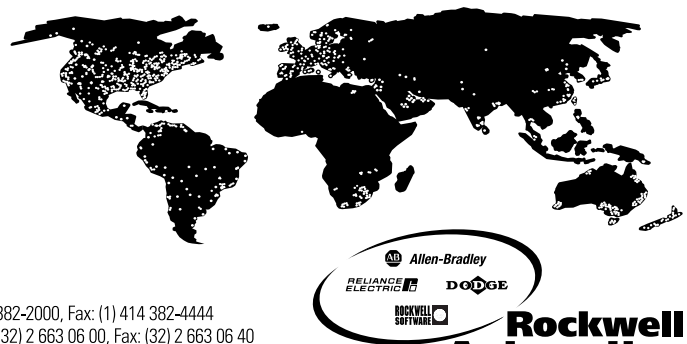 AB Allen-Bradley
RELIANCE ELECTRIC
DODGE
ROCKWELL
SOFTWARE
382-2000, Fax: (1) 414 382-4444
(32) 2 663 06 00, Fax: (32) 2 663 06 40
Rockwell